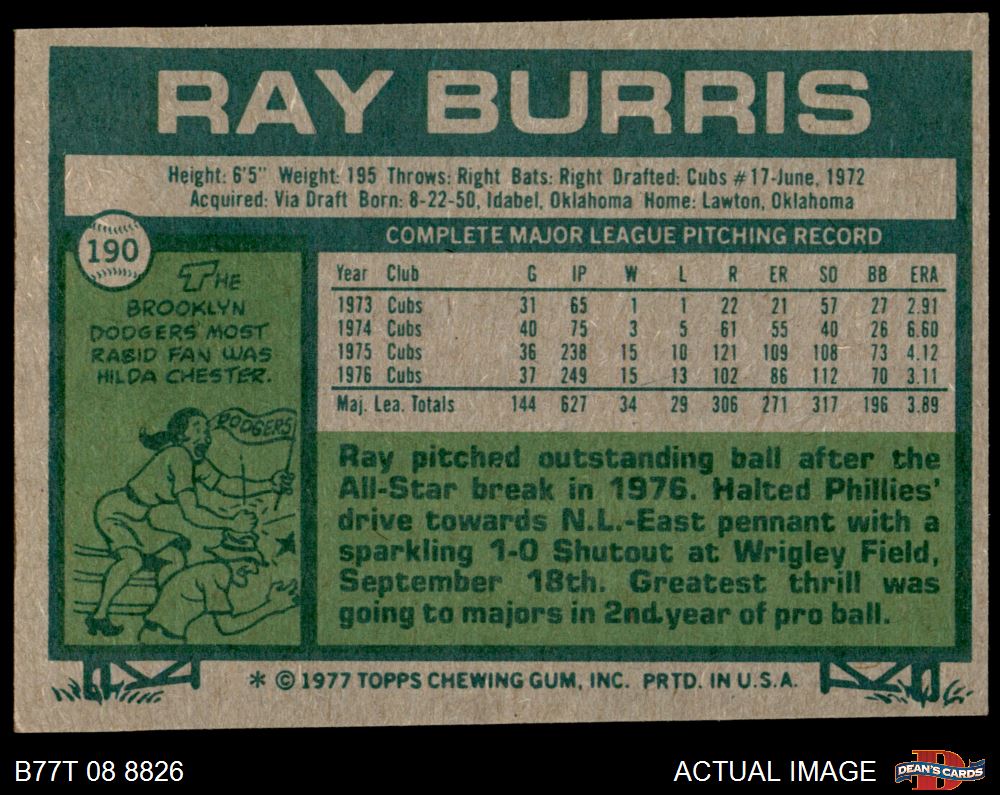 RAY BURRIS
Height: 6'5" Weight: 195 Throws: Right Bats: Right Drafted: Cubs #17-June, 1972
Acquired: Via Draft Born: 8-22-50, Idabel, Oklahoma Home: Lawton, Oklahoma
190
THE
BROOKLYN
DODGERS' MOST
RABID FAN WAS
HILDA CHESTER.
DODGERS
COMPLETE MAJOR LEAGUE PITCHING RECORD
Year Club G IP W L R ER SO BB ERA
1973 Cubs 31 65 1 1 22 21 57 27 2.91
1974 Cubs 40 75 3 5 61 55 40 26 6.60
1975 Cubs 36 238 15 10 121 109 108 73 4.12
1976 Cubs 37 249 15 13 102 86 112 70 3.11
Maj. Lea. Totals 144 627 34 29 306 271 317 196 3.89
Ray pitched outstanding ball after the
All-Star break in 1976. Halted Phillies'
drive towards N.L.-East pennant with a
sparkling 1-0 Shutout at Wrigley Field,
September 18th. Greatest thrill was
going to majors in 2nd.year of pro ball.
* © 1977 TOPPS CHEWING GUM, INC. PRTD. IN U.S.A.
B77T 08 8826
ACTUAL IMAGE
D
DEAN'S CARDS